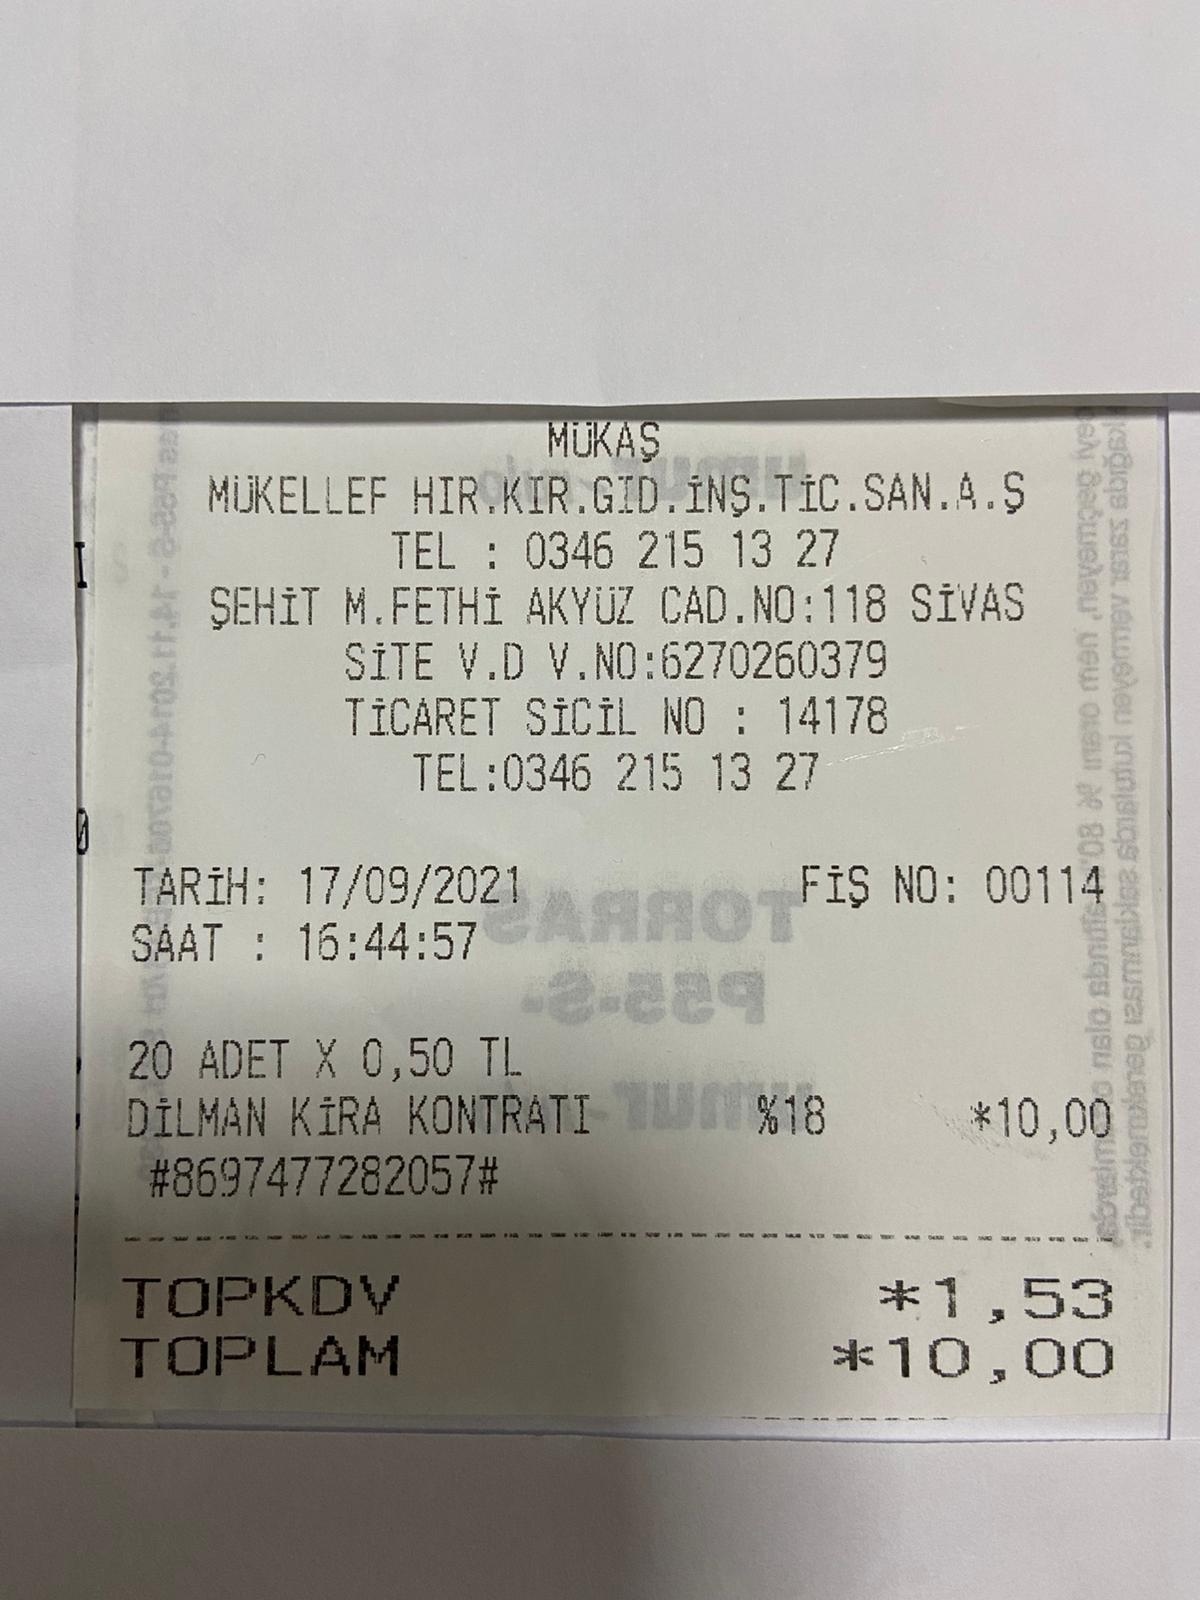 MÜKAŞ
MÜKELLEF HIR.KIR.GID.İNŞ.TİC.SAN.A.Ş
TEL : 0346 215 13 27
ŞEHİT M.FETHİ AKYÜZ CAD.NO:118 SİVAS
SİTE V.D V.NO:6270260379
TİCARET SİCİL NO : 14178
TEL:0346 215 13 27
TARİH: 17/09/2021 FİŞ NO: 00114
SAAT : 16:44:57
20 ADET X 0,50 TL
DİLMAN KİRA KONTRATI %18 *10,00
#8697477282057#
TOPKDV *1,53
TOPLAM *10,00
TORRAS
P55-S-
umur